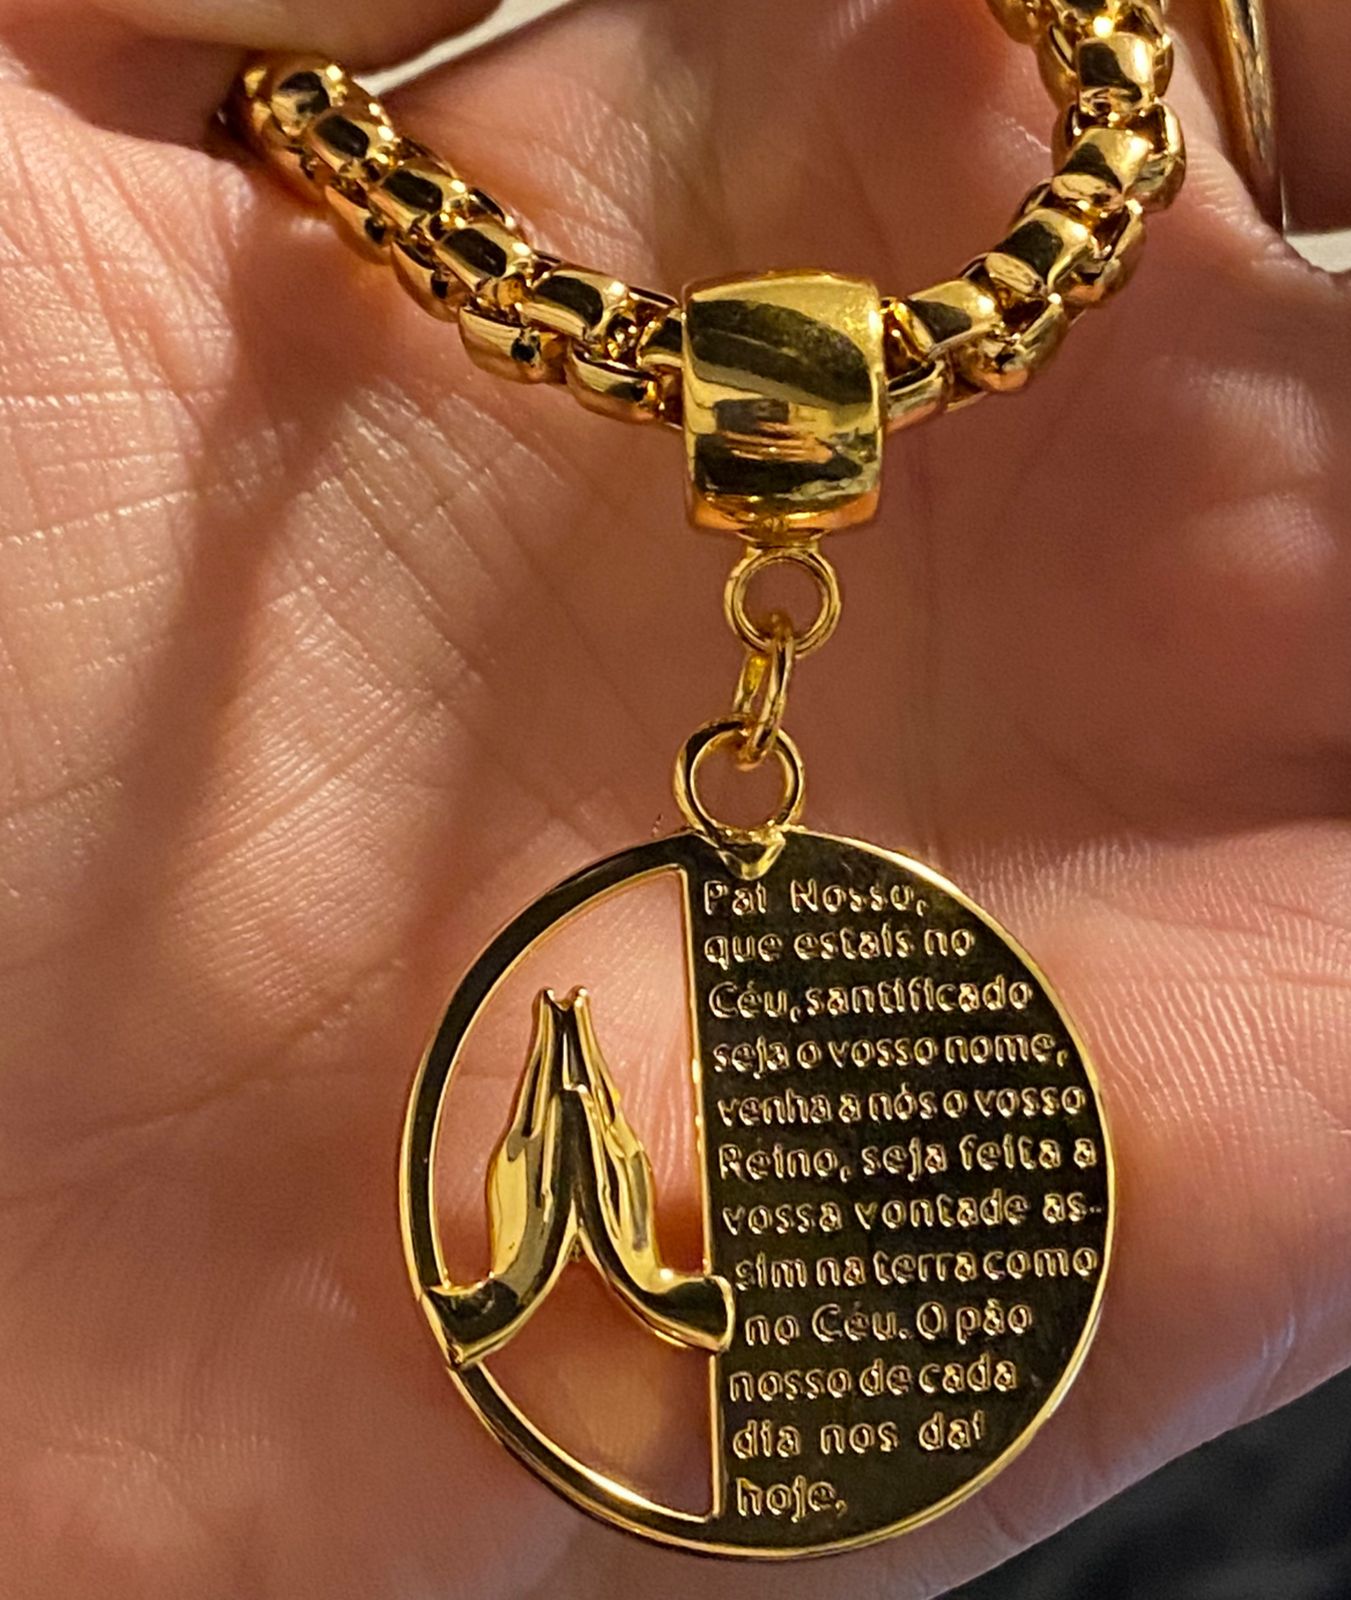 Pai Nosso,
que estais no
Céu, santificado
seja o vosso nome,
venha a nós o vosso
Reino, seja feita a
vossa vontade as-
sim na terra como
no Céu. O pão
nosso de cada
dia nos dai
hoje,